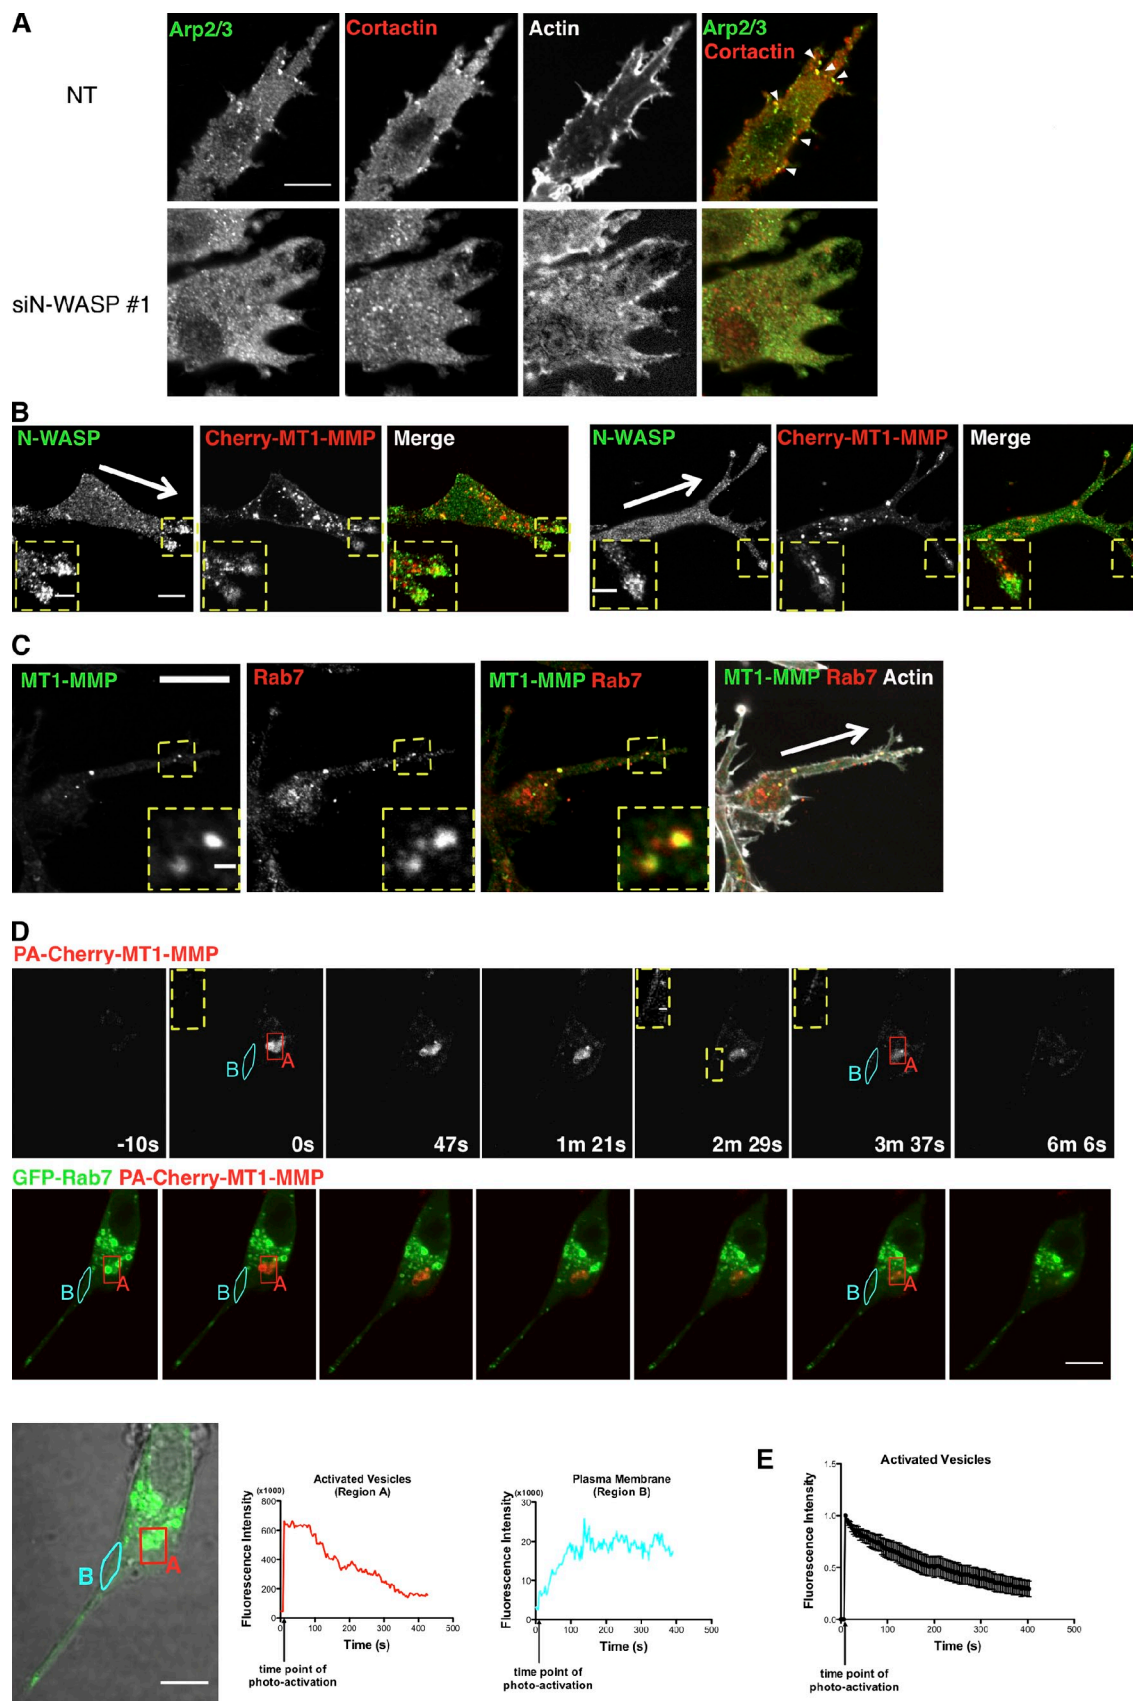 A
Arp2/3
Cortactin
Actin
Arp2/3
Cortactin
NT
siN-WASP #1
B
N-WASP
Cherry-MT1-MMP
Merge
N-WASP
Cherry-MT1-MMP
Merge
C
MT1-MMP
Rab7
MT1-MMP Rab7
MT1-MMP Rab7 Actin
D
PA-Cherry-MT1-MMP
B
A
B
A
-10s
0s
47s
1m 21s
2m 29s
3m 37s
6m 6s
GFP-Rab7 PA-Cherry-MT1-MMP
B
A
B
A
B
A
B
A
Activated Vesicles
(Region A)
(x1000)
Fluorescence Intensity
800
600
400
200
0
0
100
200
300
400
500
Time (s)
time point of
photo-activation
Plasma Membrane
(Region B)
(x1000)
Fluorescence Intensity
30
20
10
0
0
100
200
300
400
500
Time (s)
time point of
photo-activation
E
Activated Vesicles
Fluorescence Intensity
1.5
1.0
0.5
0.0
0
100
200
300
400
500
Time (s)
time point of
photo-activation